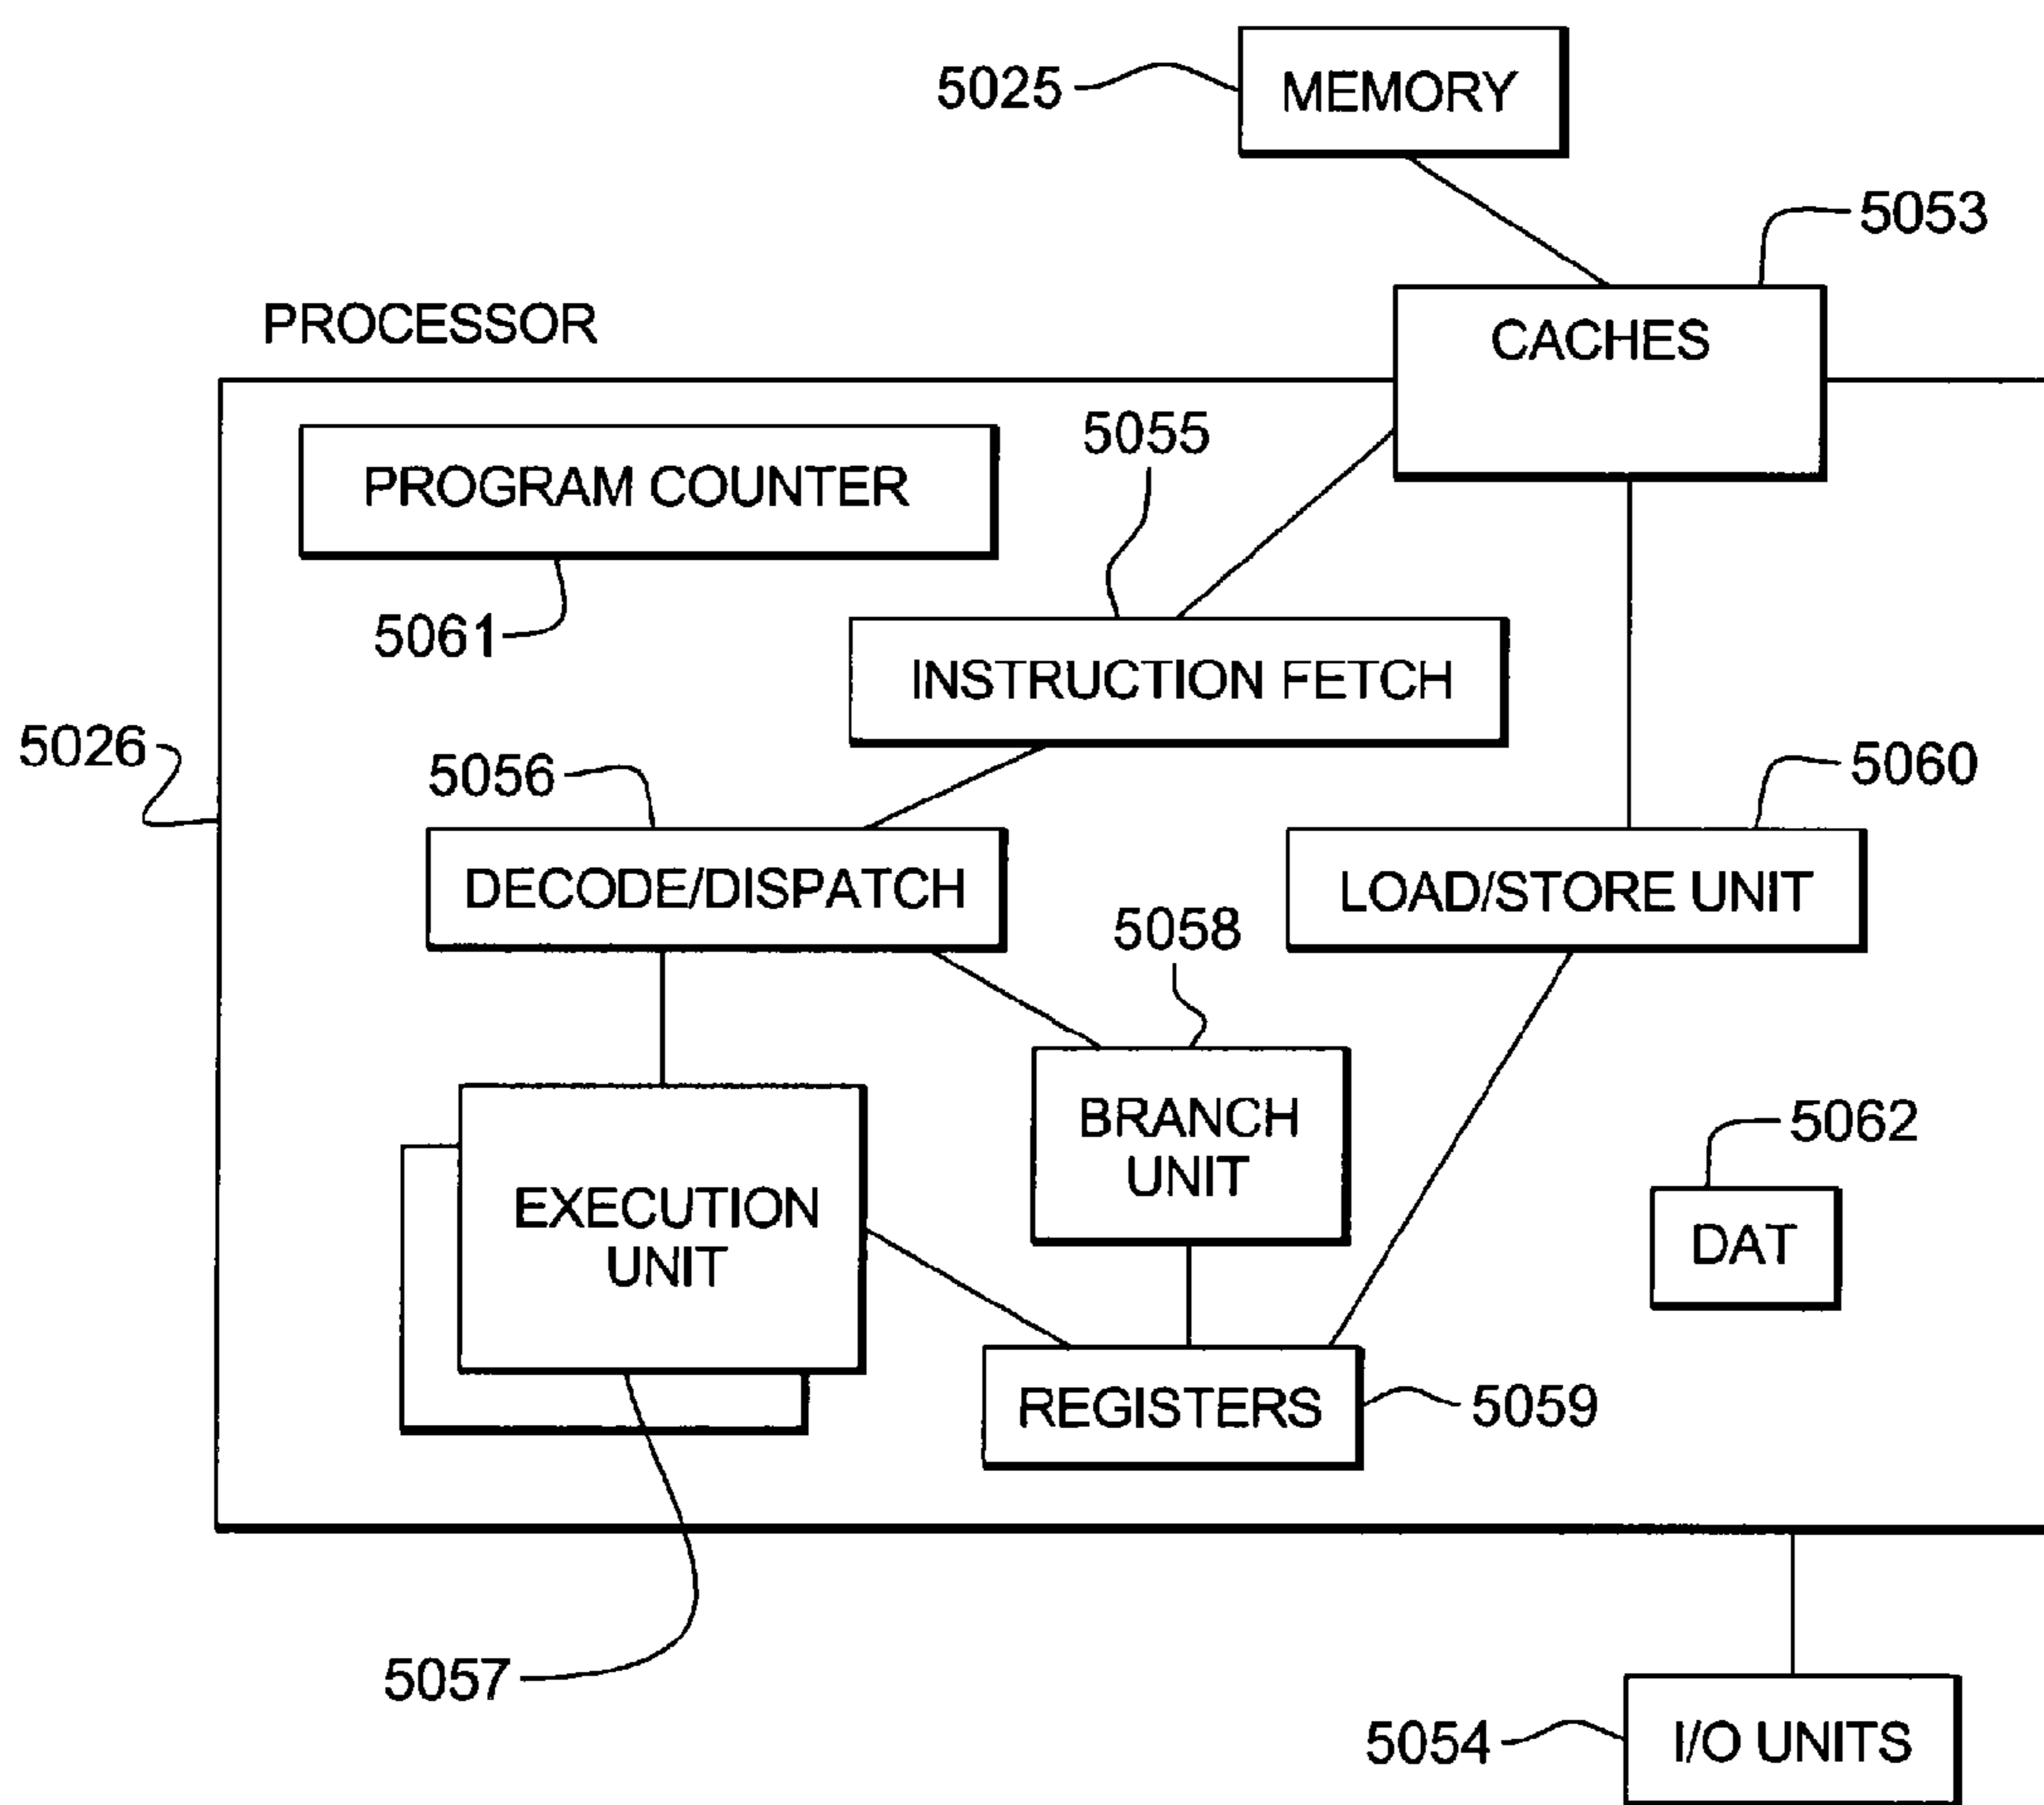 5025
MEMORY
5053
PROCESSOR
CACHES
5055
PROGRAM COUNTER
5061
INSTRUCTION FETCH
5026
5056
5060
DECODE/DISPATCH
LOAD/STORE UNIT
5058
BRANCH
UNIT
5062
EXECUTION
UNIT
DAT
REGISTERS
5059
5057
5054
I/O UNITS